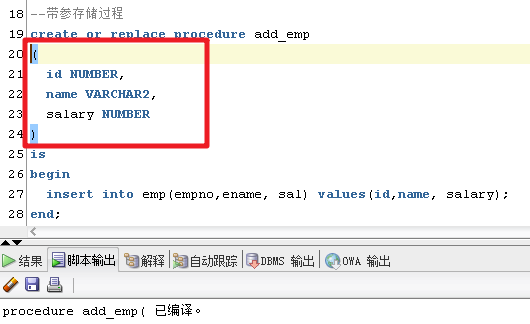 18 --带参存储过程
19 create or replace procedure add_emp
20 (
21 id NUMBER,
22 name VARCHAR2,
23 salary NUMBER
24 )
25 is
26 begin
27 insert into emp(empno,ename, sal) values(id,name, salary);
28 end;
结果 脚本输出 解释 自动跟踪 DBMS 输出 OWA 输出
procedure add_emp( 已编译。